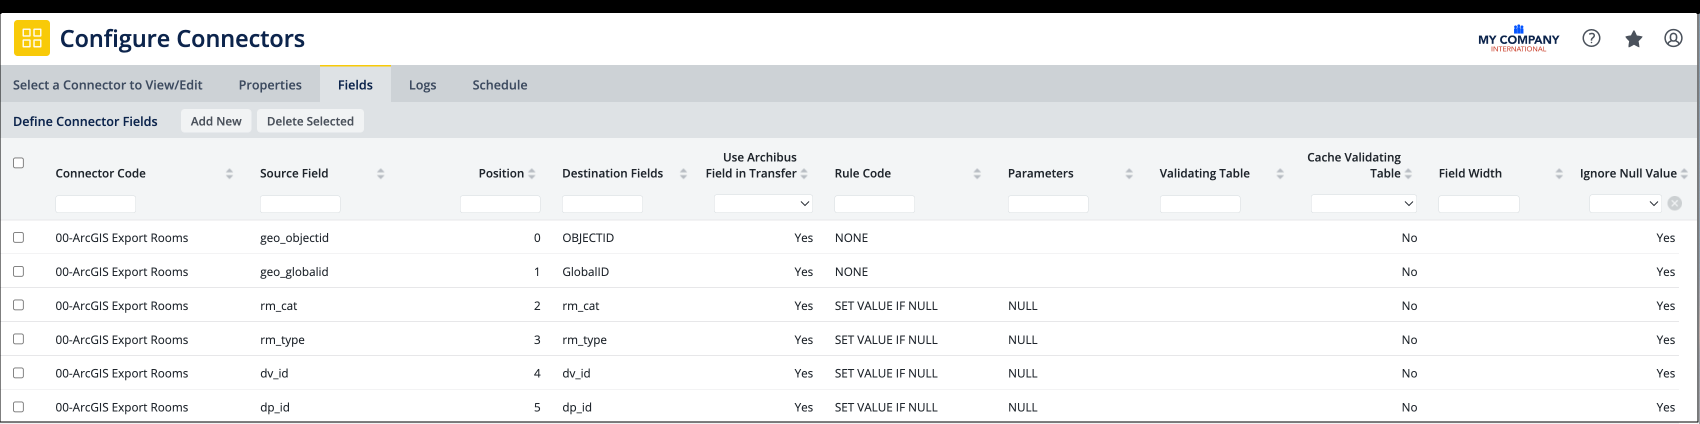 Configure Connectors
MY COMPANY
INTERNATIONAL
Select a Connector to View/Edit Properties Fields Logs Schedule
Define Connector Fields Add New Delete Selected
Connector Code Source Field Position Destination Fields Use Archibus Field in Transfer Rule Code Parameters Validating Table Cache Validating Table Field Width Ignore Null Value
00-ArcGIS Export Rooms geo_objectid 0 OBJECTID Yes NONE No Yes
00-ArcGIS Export Rooms geo_globalid 1 GlobalID Yes NONE No Yes
00-ArcGIS Export Rooms rm_cat 2 rm_cat Yes SET VALUE IF NULL NULL No Yes
00-ArcGIS Export Rooms rm_type 3 rm_type Yes SET VALUE IF NULL NULL No Yes
00-ArcGIS Export Rooms dv_id 4 dv_id Yes SET VALUE IF NULL NULL No Yes
00-ArcGIS Export Rooms dp_id 5 dp_id Yes SET VALUE IF NULL NULL No Yes